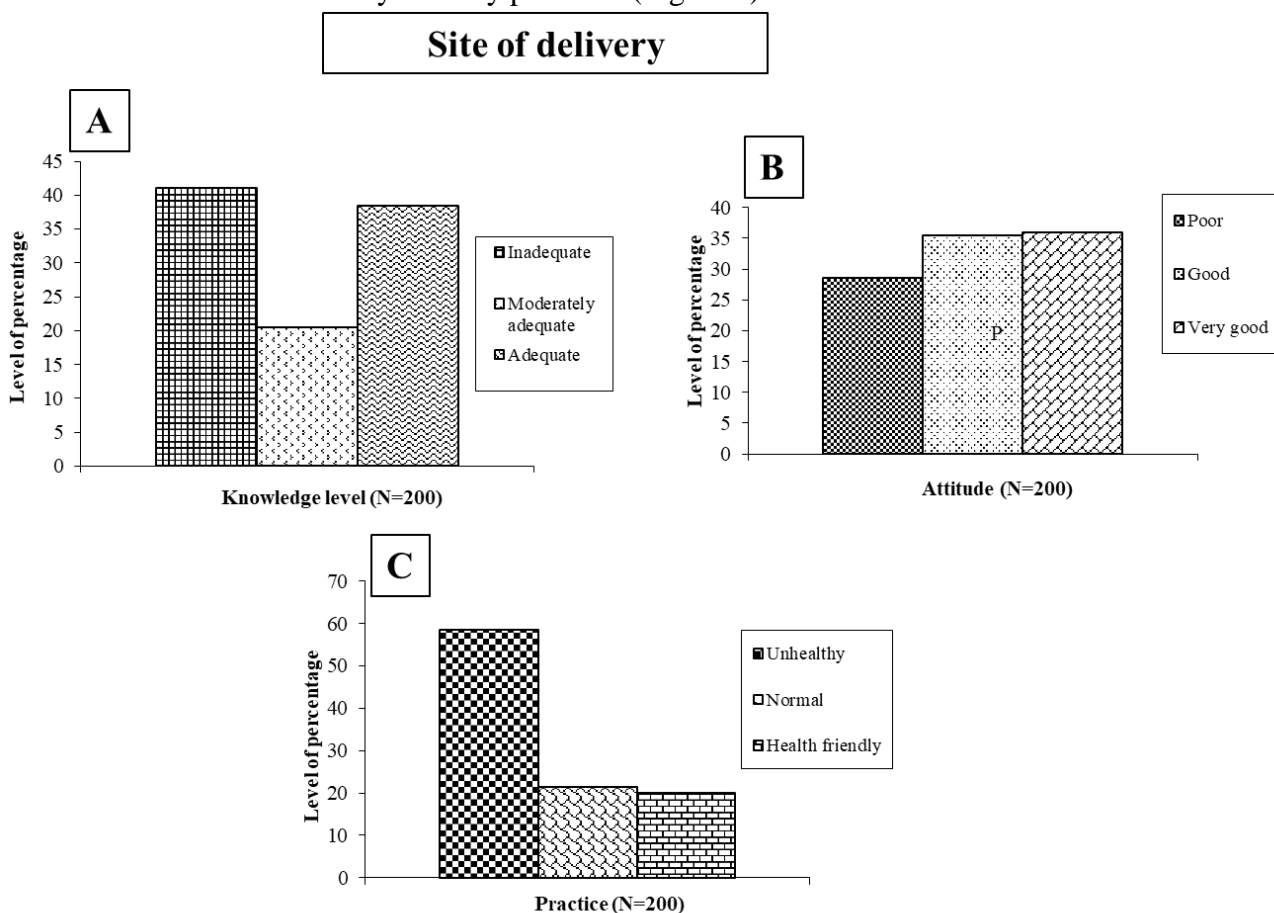 Site of delivery
A
45
40
35
30
25
20
15
10
5
0
Level of percentage
Knowledge level (N=200)
Inadequate
Moderately
adequate
Adequate
B
40
35
30
25
20
15
10
5
0
Level of percentage
P
Attitude (N=200)
Poor
Good
Very good
C
70
60
50
40
30
20
10
0
Level of percentage
Practice (N=200)
Unhealthy
Normal
Health friendly